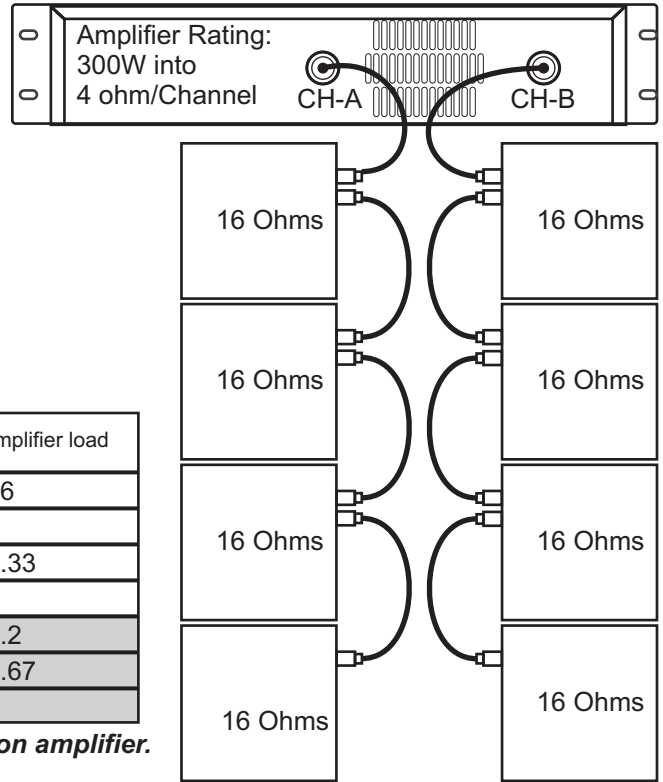 Amplifier Rating:
300W into
4 ohm/Channel
CH-A
CH-B
16 Ohms
16 Ohms
16 Ohms
16 Ohms
16 Ohms
16 Ohms
16 Ohms
16 Ohms
mplifier load
6
.33
.2
.67
on amplifier.